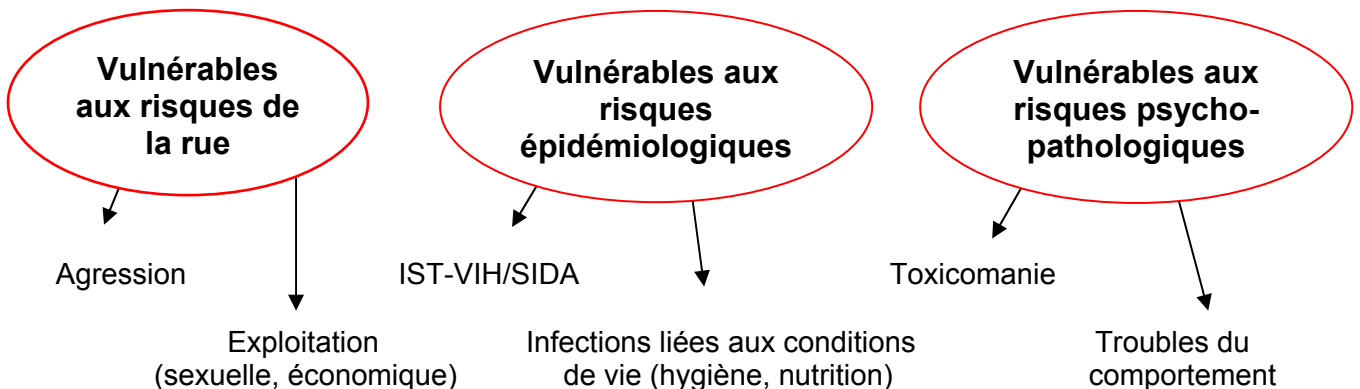 Vulnérables
aux risques de
la rue
Vulnérables aux
risques
épidémiologiques
Vulnérables aux
risques psycho-
pathologiques
Agression
IST-VIH/SIDA
Toxicomanie
Exploitation
(sexuelle, économique)
Infections liées aux conditions
de vie (hygiène, nutrition)
Troubles du
comportement